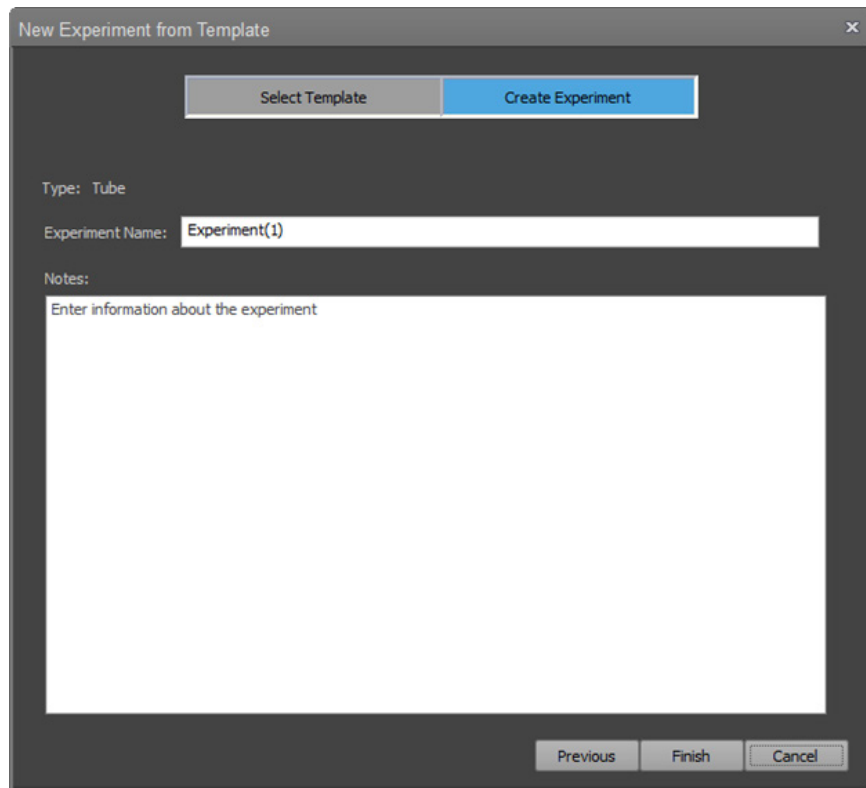 New Experiment from Template
Select Template Create Experiment
Type: Tube
Experiment Name: Experiment(1)
Notes:
Enter information about the experiment
Previous Finish Cancel